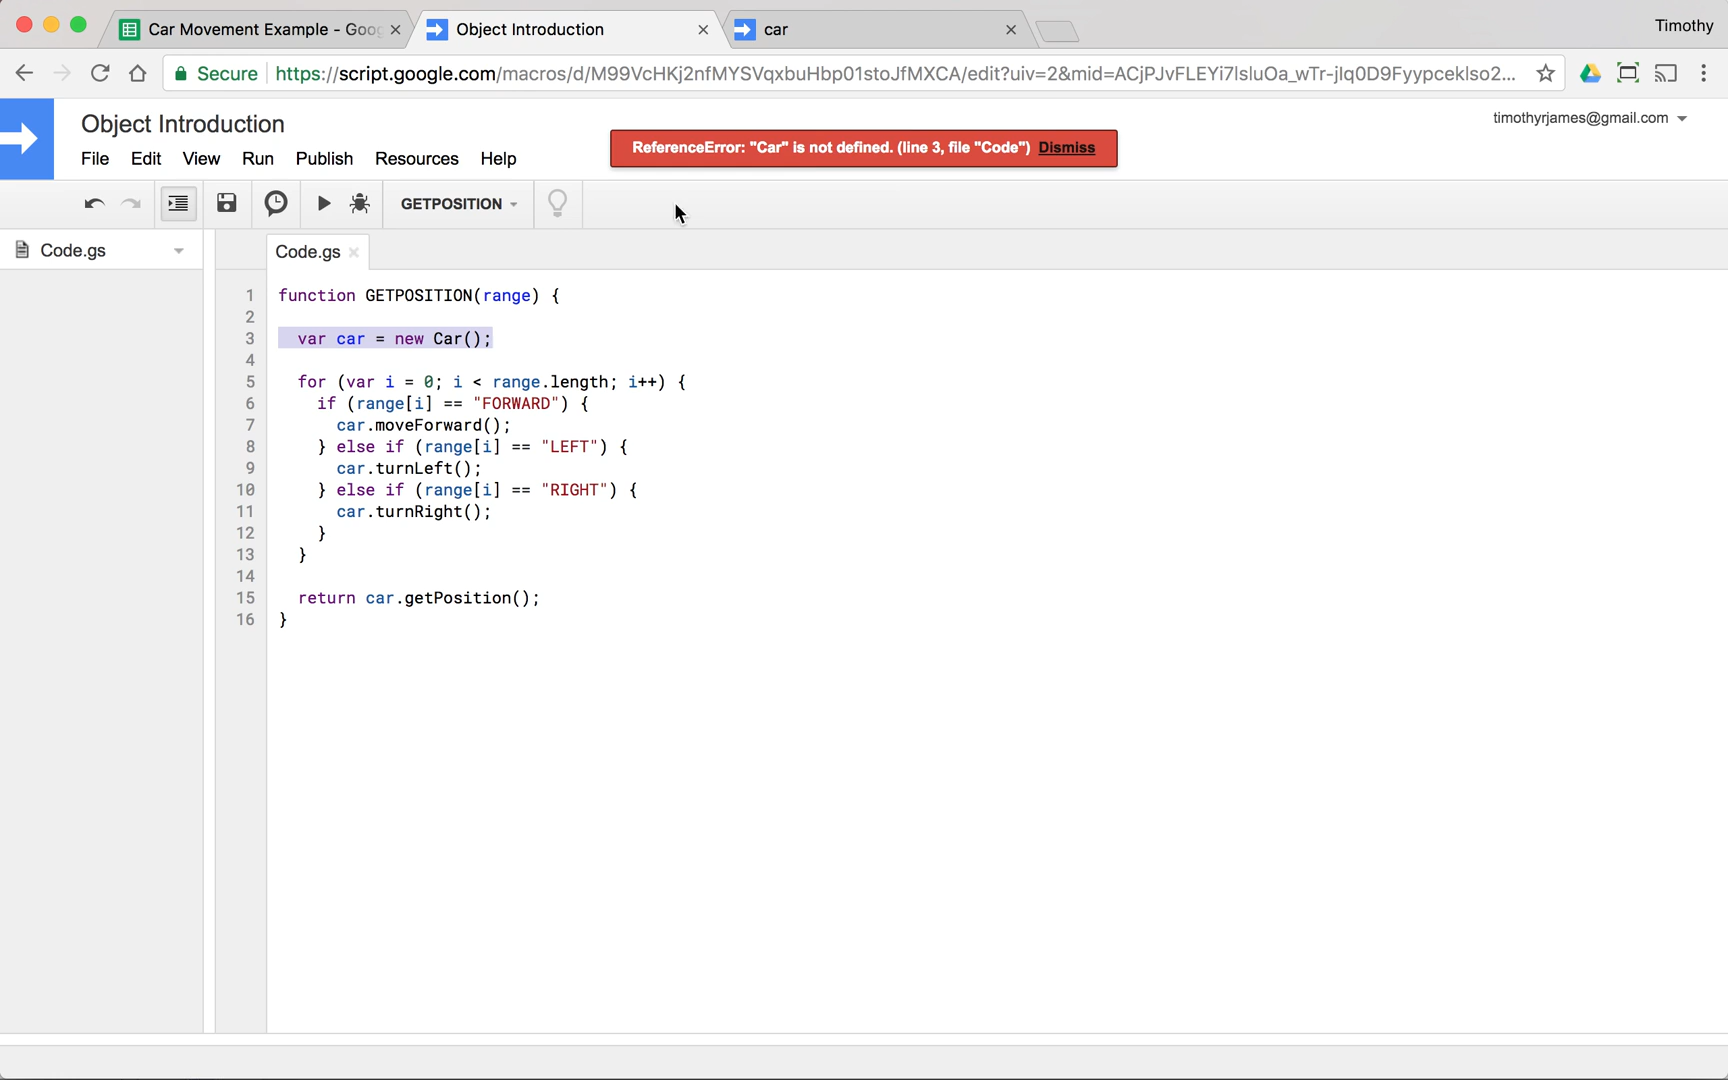 Car Movement Example - Goog
Object Introduction
car
Timothy
Secure
https://script.google.com/macros/d/M99VcHKj2nfMYSVqxbuHbp01stoJfMXCA/edit?uiv=2&mid=ACjPJvFLEYi7lsluOa_wTr-jlq0D9Fyypceklso2...
Object Introduction
timothyrjames@gmail.com
File Edit View Run Publish Resources Help
ReferenceError: "Car" is not defined. (line 3, file "Code") Dismiss
GETPOSITION
Code.gs
Code.gs
1 function GETPOSITION(range) {
2
3 var car = new Car();
4
5 for (var i = 0; i < range.length; i++) {
6 if (range[i] == "FORWARD") {
7 car.moveForward();
8 } else if (range[i] == "LEFT") {
9 car.turnLeft();
10 } else if (range[i] == "RIGHT") {
11 car.turnRight();
12 }
13 }
14
15 return car.getPosition();
16 }